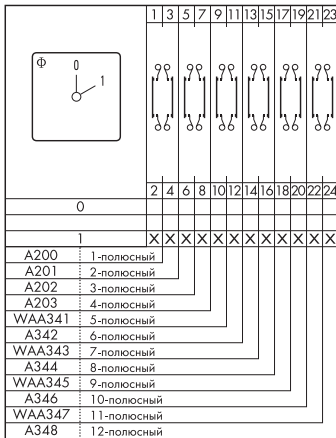 1 3 5 7 9 11 13 15 17 19 21 23
Ф 0 1
2 4 6 8 10 12 14 16 18 20 22 24
0
1 X X X X X X X X X X X X
A200 1-полюсный
A201 2-полюсный
A202 3-полюсный
A203 4-полюсный
WAA341 5-полюсный
A342 6-полюсный
WAA343 7-полюсный
A344 8-полюсный
WAA345 9-полюсный
A346 10-полюсный
WAA347 11-полюсный
A348 12-полюсный